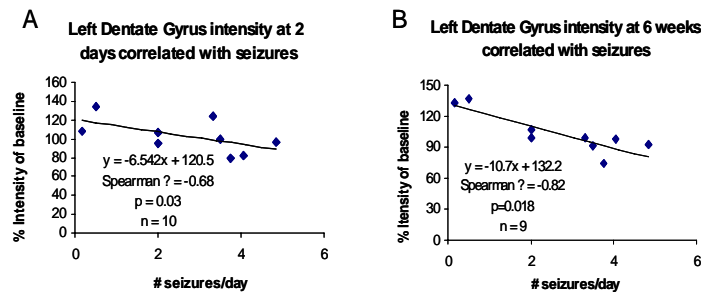 A
Left Dentate Gyrus intensity at 2
days correlated with seizures
160
140
120
100
80
60
40
20
0
% Intensity of baseline
y = -6.542x + 120.5
Spearman ? = -0.68
p = 0.03
n = 10
0 2 4 6
# seizures/day
B
Left Dentate Gyrus intensity at 6 weeks
correlated with seizures
150
120
90
60
30
0
% Itensity of baseline
y = -10.7x + 132.2
Spearman ? = -0.82
p=0.018
n = 9
0 2 4 6
# seizures/day